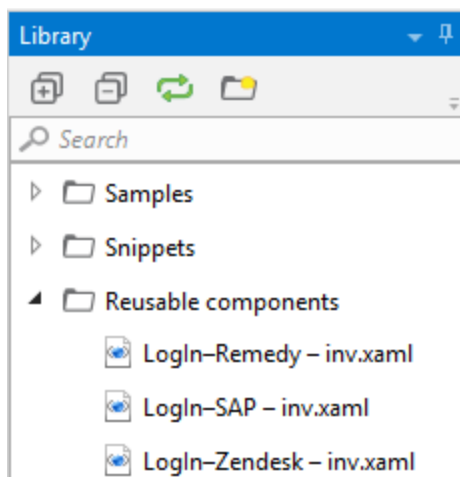 Library
Search
Samples
Snippets
Reusable components
LogIn–Remedy – inv.xaml
LogIn–SAP – inv.xaml
LogIn–Zendesk – inv.xaml